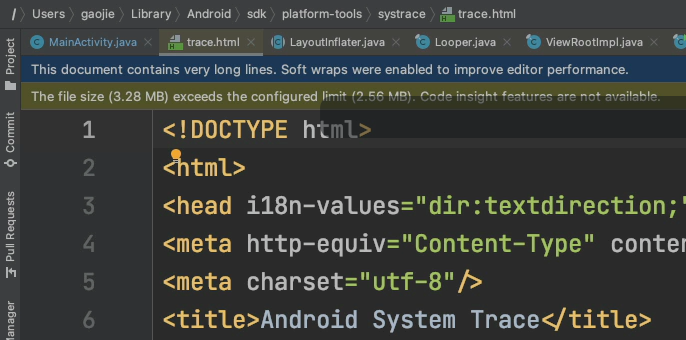 / > Users > gaojie > Library > Android > sdk > platform-tools > systrace > trace.html
MainActivity.java × trace.html × LayoutInflater.java × Looper.java × ViewRootImpl.java ×
This document contains very long lines. Soft wraps were enabled to improve editor performance.
The file size (3.28 MB) exceeds the configured limit (2.56 MB). Code insight features are not available.
1 <!DOCTYPE html>
2 <html>
3 <head i18n-values="dir:textdirection;
4 <meta http-equiv="Content-Type" conten
5 <meta charset="utf-8"/>
6 <title>Android System Trace</title>
Project
Commit
Pull Requests
Manager